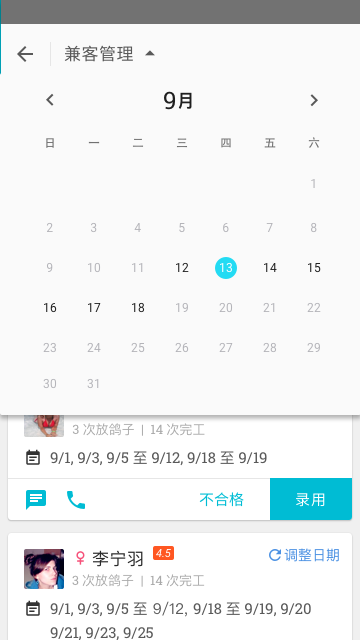 兼客管理
9月
日 一 二 三 四 五 六
1
2 3 4 5 6 7 8
9 10 11 12 13 14 15
16 17 18 19 20 21 22
23 24 25 26 27 28 29
30 31
3 次放鸽子 | 14 次完工
9/1, 9/3, 9/5 至 9/12, 9/18 至 9/19
不合格 录用
李宁羽 4.5 调整日期
3 次放鸽子 | 14 次完工
9/1, 9/3, 9/5 至 9/12, 9/18 至 9/19, 9/20
9/21, 9/23, 9/25